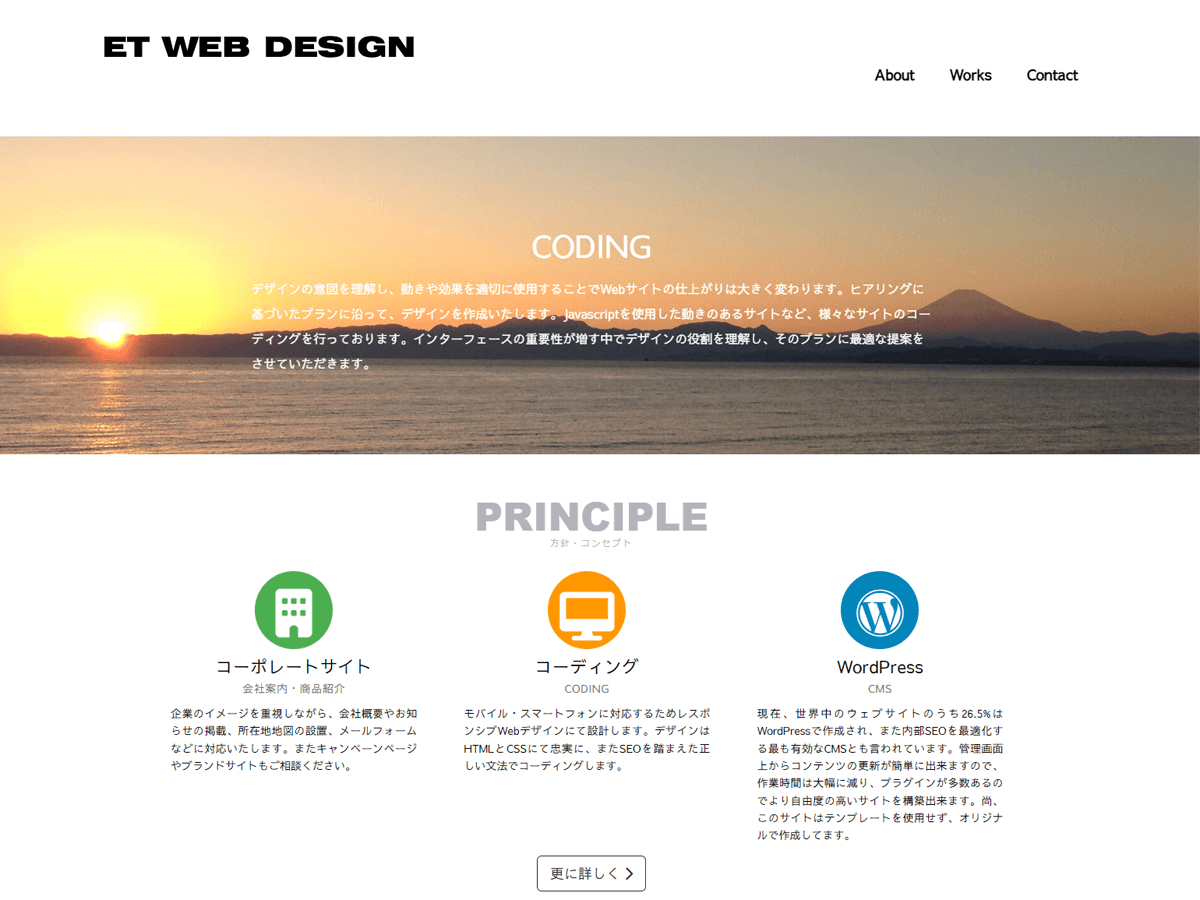 ET WEB DESIGN
About
Works
Contact
CODING
デザインの意図を理解し、動きや効果を適切に使用することでWebサイトの仕上がりは大きく変わります。ヒアリングに
基づいたプランに沿って、デザインを作成いたします。Javascriptを使用した動きのあるサイトなど、様々なサイトのコー
ディングを行っております。インターフェースの重要性が増す中でデザインの役割を理解し、そのプランに最適な提案を
させていただきます。
PRINCIPLE
方針・コンセプト
コーポレートサイト
会社案内・商品紹介
企業のイメージを重視しながら、会社概要やお知
らせの掲載、所在地地図の設置、メールフォーム
などに対応いたします。またキャンペーンページ
やブランドサイトもご相談ください。
コーディング
CODING
モバイル・スマートフォンに対応するためレスポ
ンシブWebデザインにて設計します。デザインは
HTMLとCSSにて忠実に、またSEOを踏まえた正
しい文法でコーディングします。
WordPress
CMS
現在、世界中のウェブサイトのうち26.5%は
WordPressで作成され、また内部SEOを最適化す
る最も有効なCMSとも言われています。管理画面
上からコンテンツの更新が簡単に出来ますので、
作業時間は大幅に減り、プラグインが多数あるの
でより自由度の高いサイトを構築出来ます。尚、
このサイトはテンプレートを使用せず、オリジナ
ルで作成してます。
更に詳しく